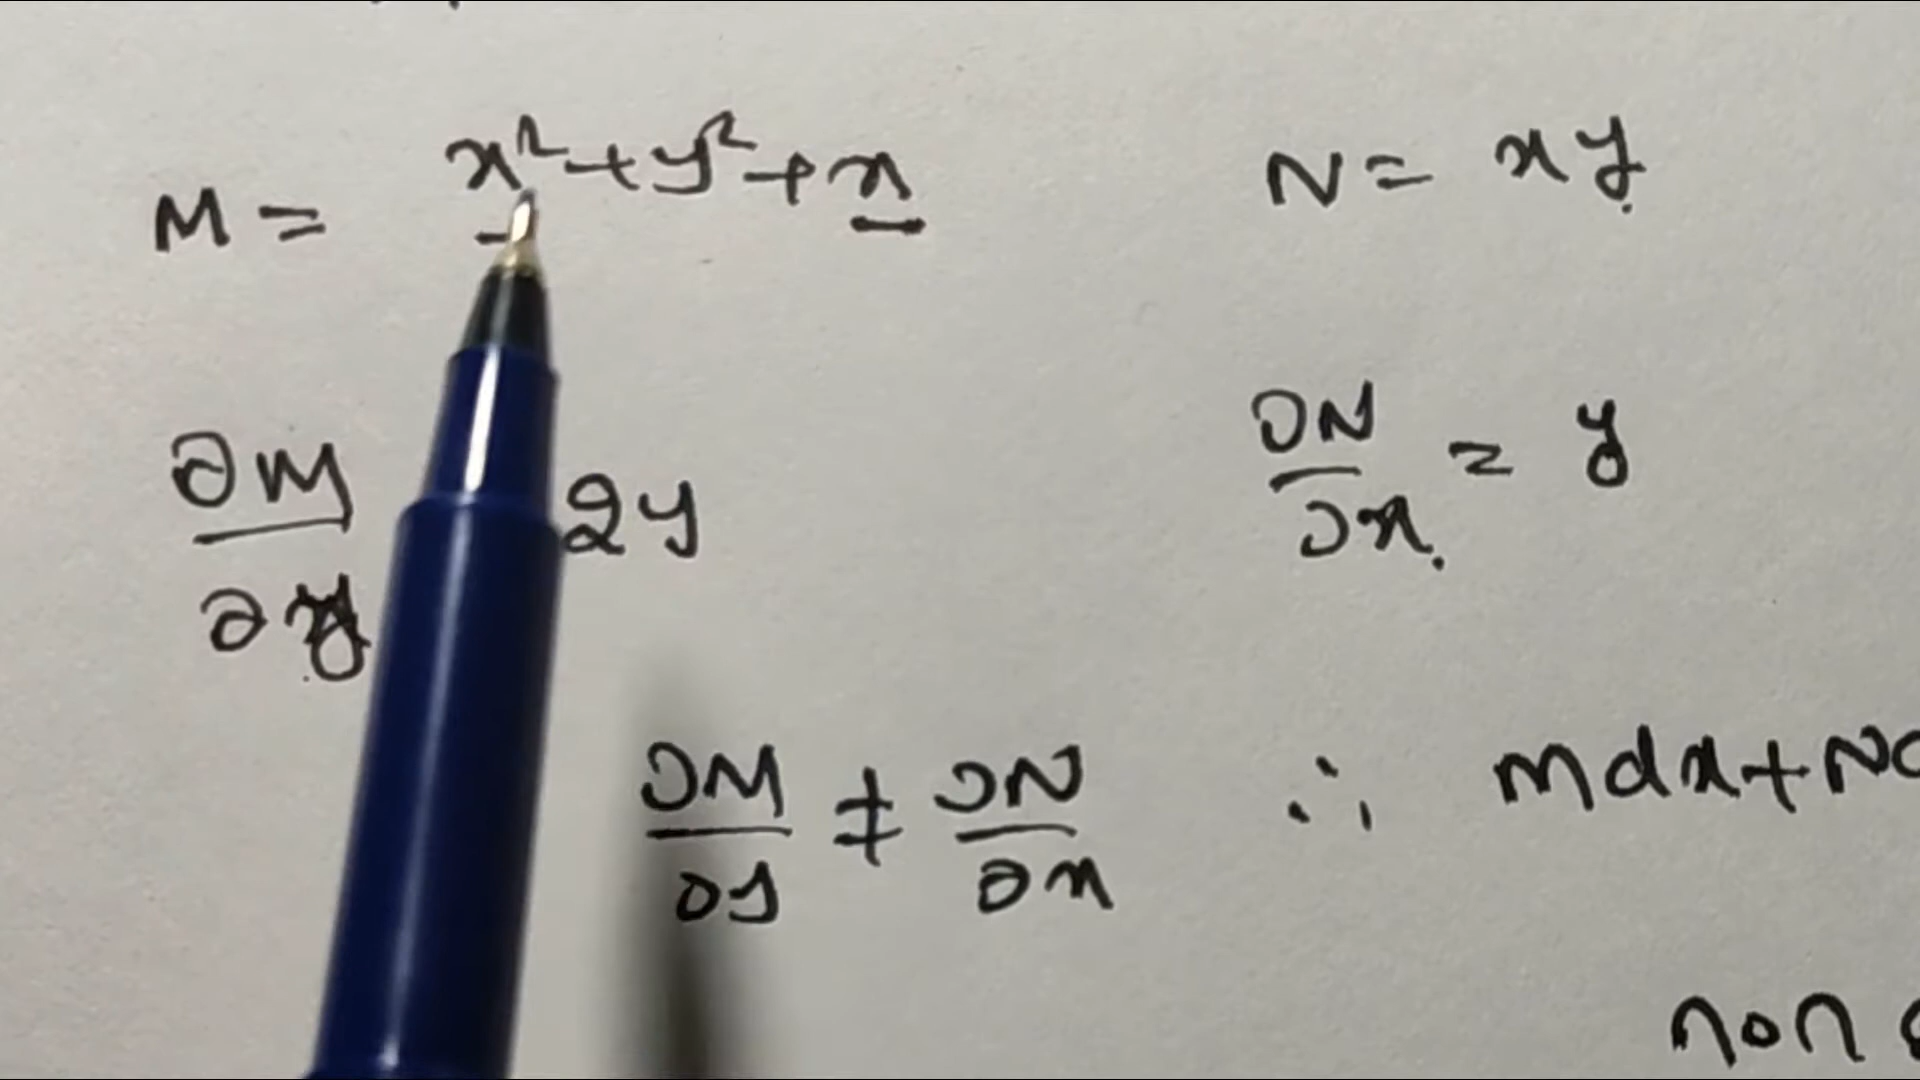 M = x²+y²+x N = xy
∂M/∂y 2y ∂N/∂x = y
∂M/∂y ≠ ∂N/∂x ∴ Mdx+N
non